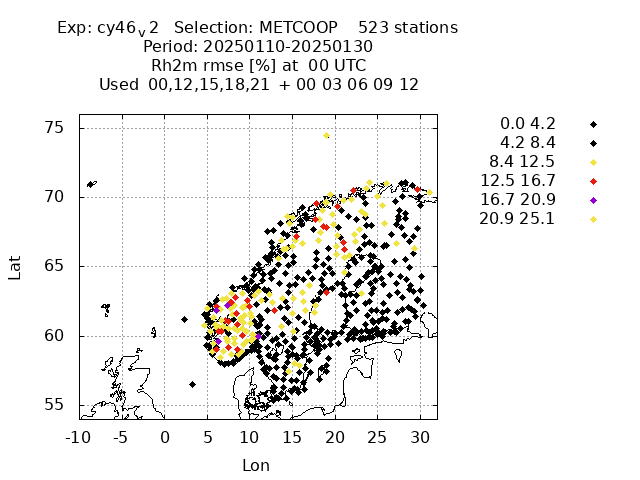 Exp: cy46v2 Selection: METCOOP 523 stations
Period: 20250110-20250130
Rh2m rmse [%] at 00 UTC
Used 00,12,15,18,21 + 00 03 06 09 12
0.0 4.2
4.2 8.4
8.4 12.5
12.5 16.7
16.7 20.9
20.9 25.1
75
70
65
60
55
Lat
-10 -5 0 5 10 15 20 25 30
Lon